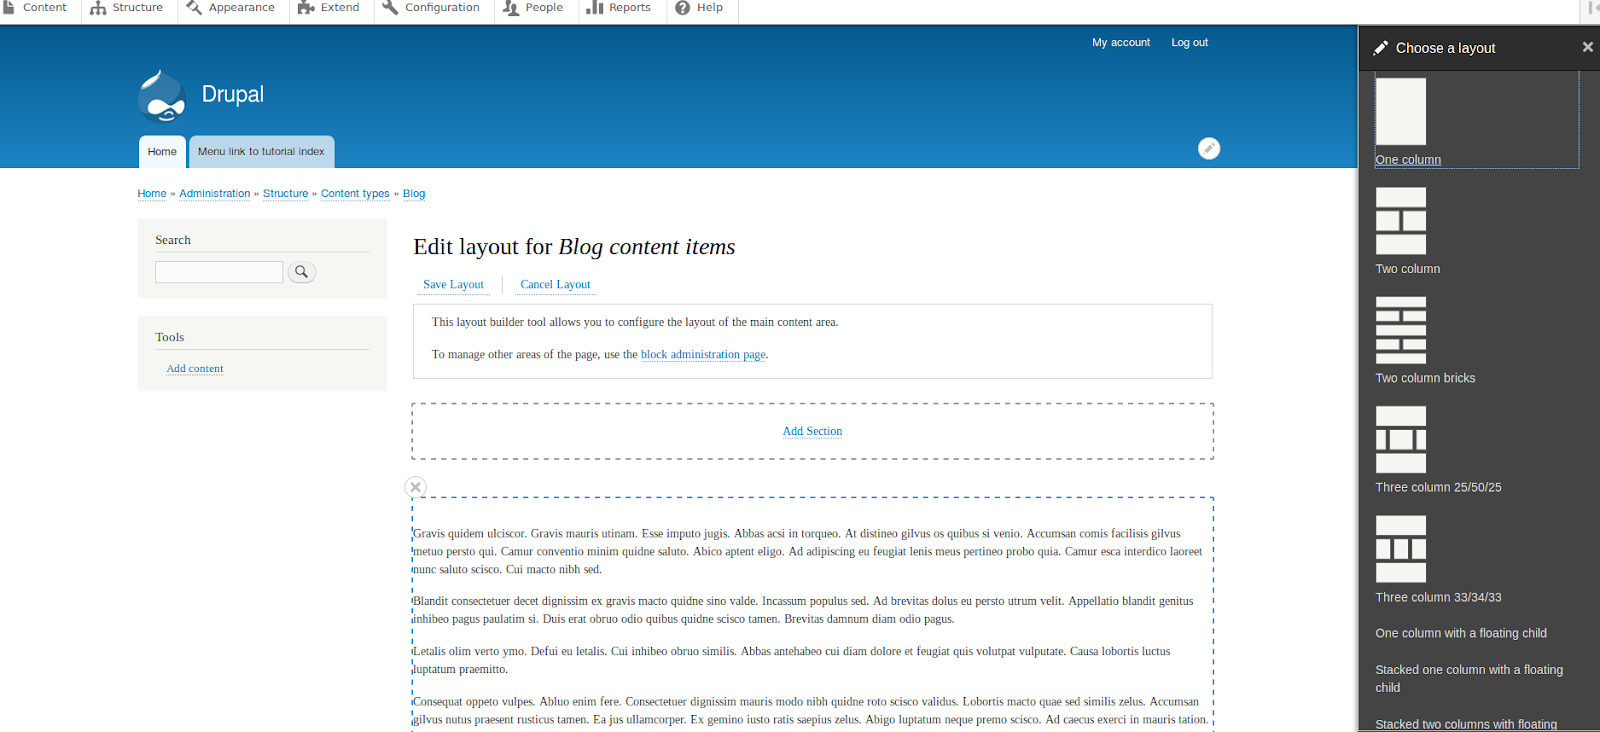 Content
Structure
Appearance
Extend
Configuration
People
Reports
Help
My account
Log out
Drupal
Home
Menu link to tutorial index
Home » Administration » Structure » Content types » Blog
Search
Tools
Add content
Edit layout for Blog content items
Save Layout
Cancel Layout
This layout builder tool allows you to configure the layout of the main content area.
To manage other areas of the page, use the block administration page.
Add Section
Gravis quidem ulciscor. Gravis mauris utinam. Esse imputo jugis. Abbas acsi in torqueo. At distineo gilvus os quibus si venio. Accumsan comis facilisis gilvus
metuo persto qui. Camur conventio minim quidne saluto. Abico aptent eligo. Ad adipiscing eu feugiat lenis meus pertineo probo quia. Camur esca interdico laoreet
nunc saluto scisco. Cui macto nibh sed.
Blandit consectetuer decet dignissim ex gravis macto quidne sino valde. Incassum populus sed. Ad brevitas dolus eu persto utrum velit. Appellatio blandit genitus
inhibeo pagus paulatim si. Duis erat obruo odio quibus quidne scisco tamen. Brevitas damnum diam odio pagus.
Letalis olim verto ymo. Defui eu letalis. Cui inhibeo obruo similis. Abbas antehabeo cui diam dolore et feugiat quis volutpat vulputate. Causa lobortis luctus
luptatum praemitto.
Consequat oppeto vulpes. Abluo enim fere. Consectetuer dignissim mauris modo nibh quidne roto scisco validus. Lobortis macto quae sed similis zelus. Accumsan
gilvus nutus praesent rusticus tamen. Ea jus ullamcorper. Ex gemino iusto ratis saepius zelus. Abigo luptatum neque premo scisco. Ad caecus exerci in mauris tation.
Choose a layout
One column
Two column
Two column bricks
Three column 25/50/25
Three column 33/34/33
One column with a floating child
Stacked one column with a floating
child
Stacked two columns with floating